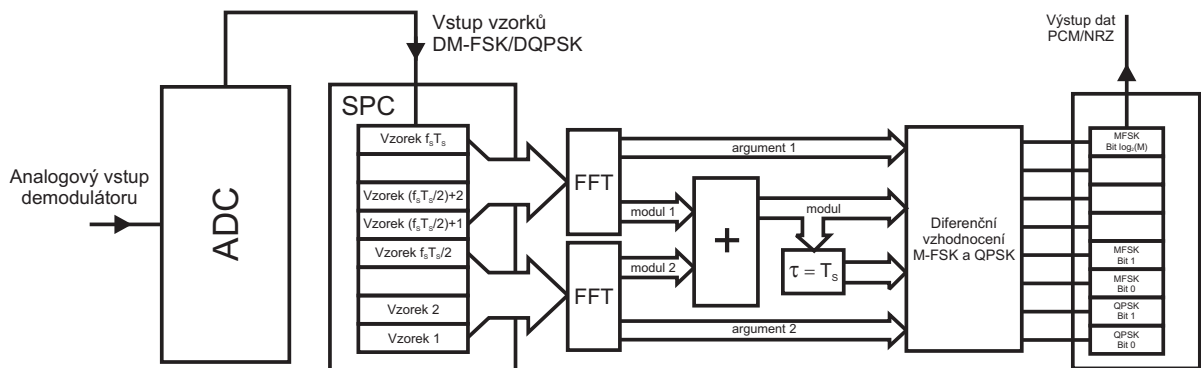 Vstup vzorků
DM-FSK/DQPSK
Výstup dat
PCM/NRZ
Analogový vstup
demodulátoru
ADC
SPC
Vzorek fₛTₛ
Vzorek (fₛTₛ/2)+2
Vzorek (fₛTₛ/2)+1
Vzorek fₛTₛ/2
Vzorek 2
Vzorek 1
FFT
FFT
argument 1
modul 1
modul 2
argument 2
+
modul
τ = Tₛ
Diferenční
vzhodnocení
M-FSK a QPSK
MFSK
Bit log₂(M)
MFSK
Bit 1
MFSK
Bit 0
QPSK
Bit 1
QPSK
Bit 0